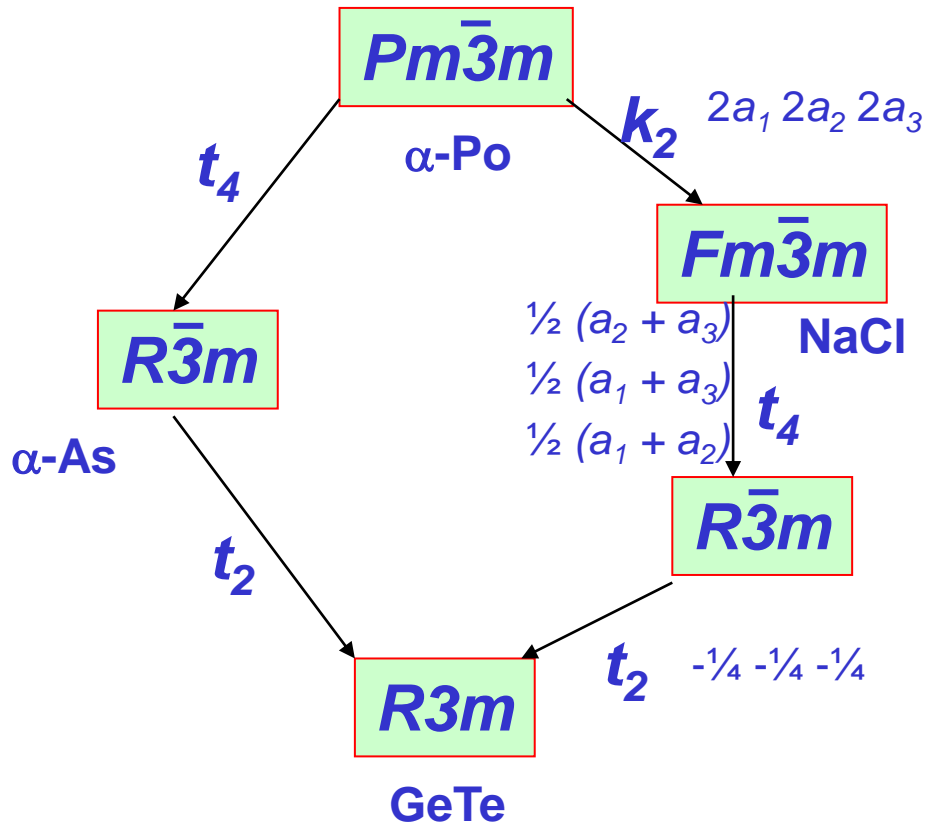 Pm3̅m
α-Po
k₂ 2a₁ 2a₂ 2a₃
t₄
Fm3̅m
NaCl
½ (a₂ + a₃)
½ (a₁ + a₃)
½ (a₁ + a₂)
t₄
R3̅m
α-As
R3̅m
t₂
t₂ -¼ -¼ -¼
R3m
GeTe